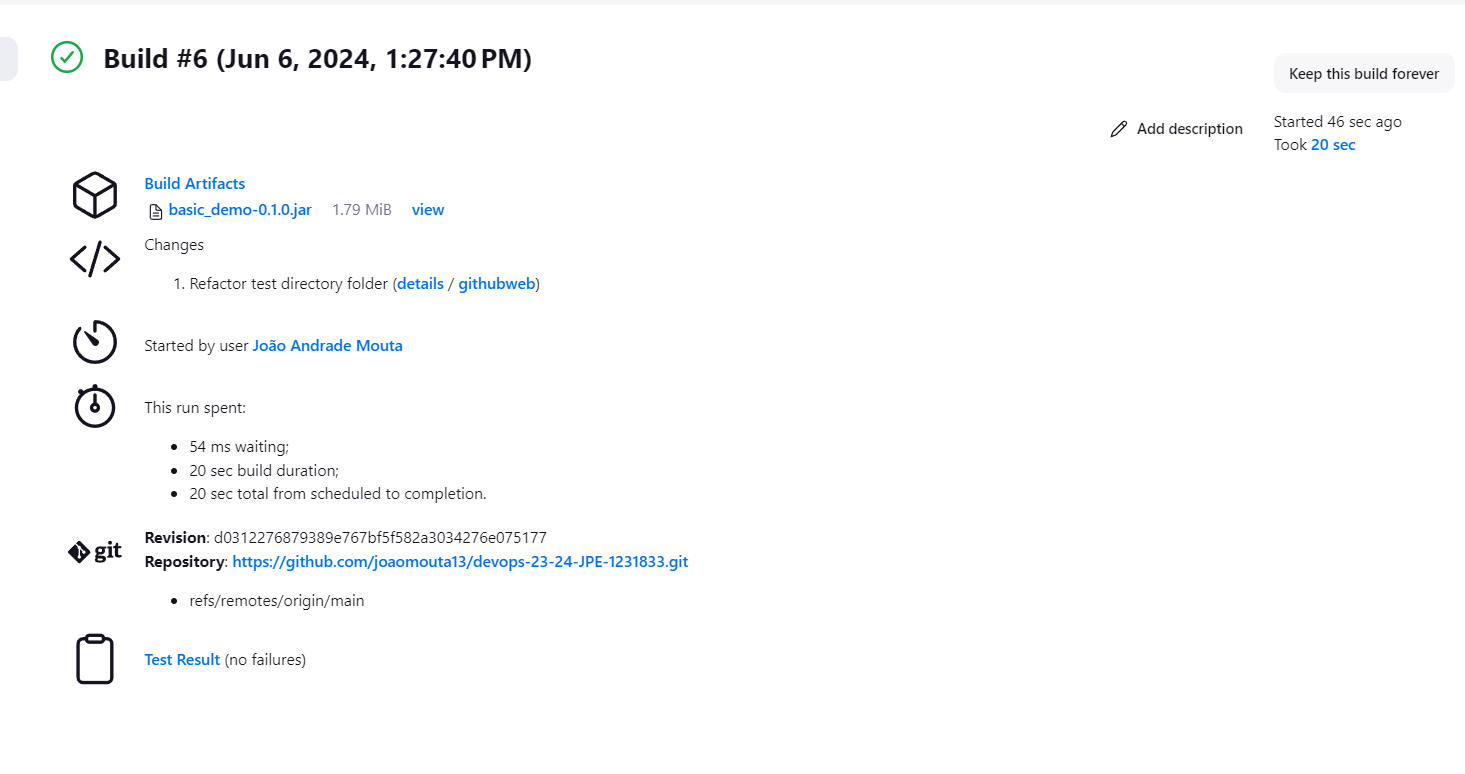 Build #6 (Jun 6, 2024, 1:27:40 PM)
Keep this build forever
Add description
Started 46 sec ago
Took 20 sec
Build Artifacts
basic_demo-0.1.0.jar 1.79 MiB view
Changes
1. Refactor test directory folder (details / githubweb)
Started by user João Andrade Mouta
This run spent:
• 54 ms waiting;
• 20 sec build duration;
• 20 sec total from scheduled to completion.
git
Revision: d0312276879389e767bf5f582a3034276e075177
Repository: https://github.com/joaomouta13/devops-23-24-JPE-1231833.git
• refs/remotes/origin/main
Test Result (no failures)